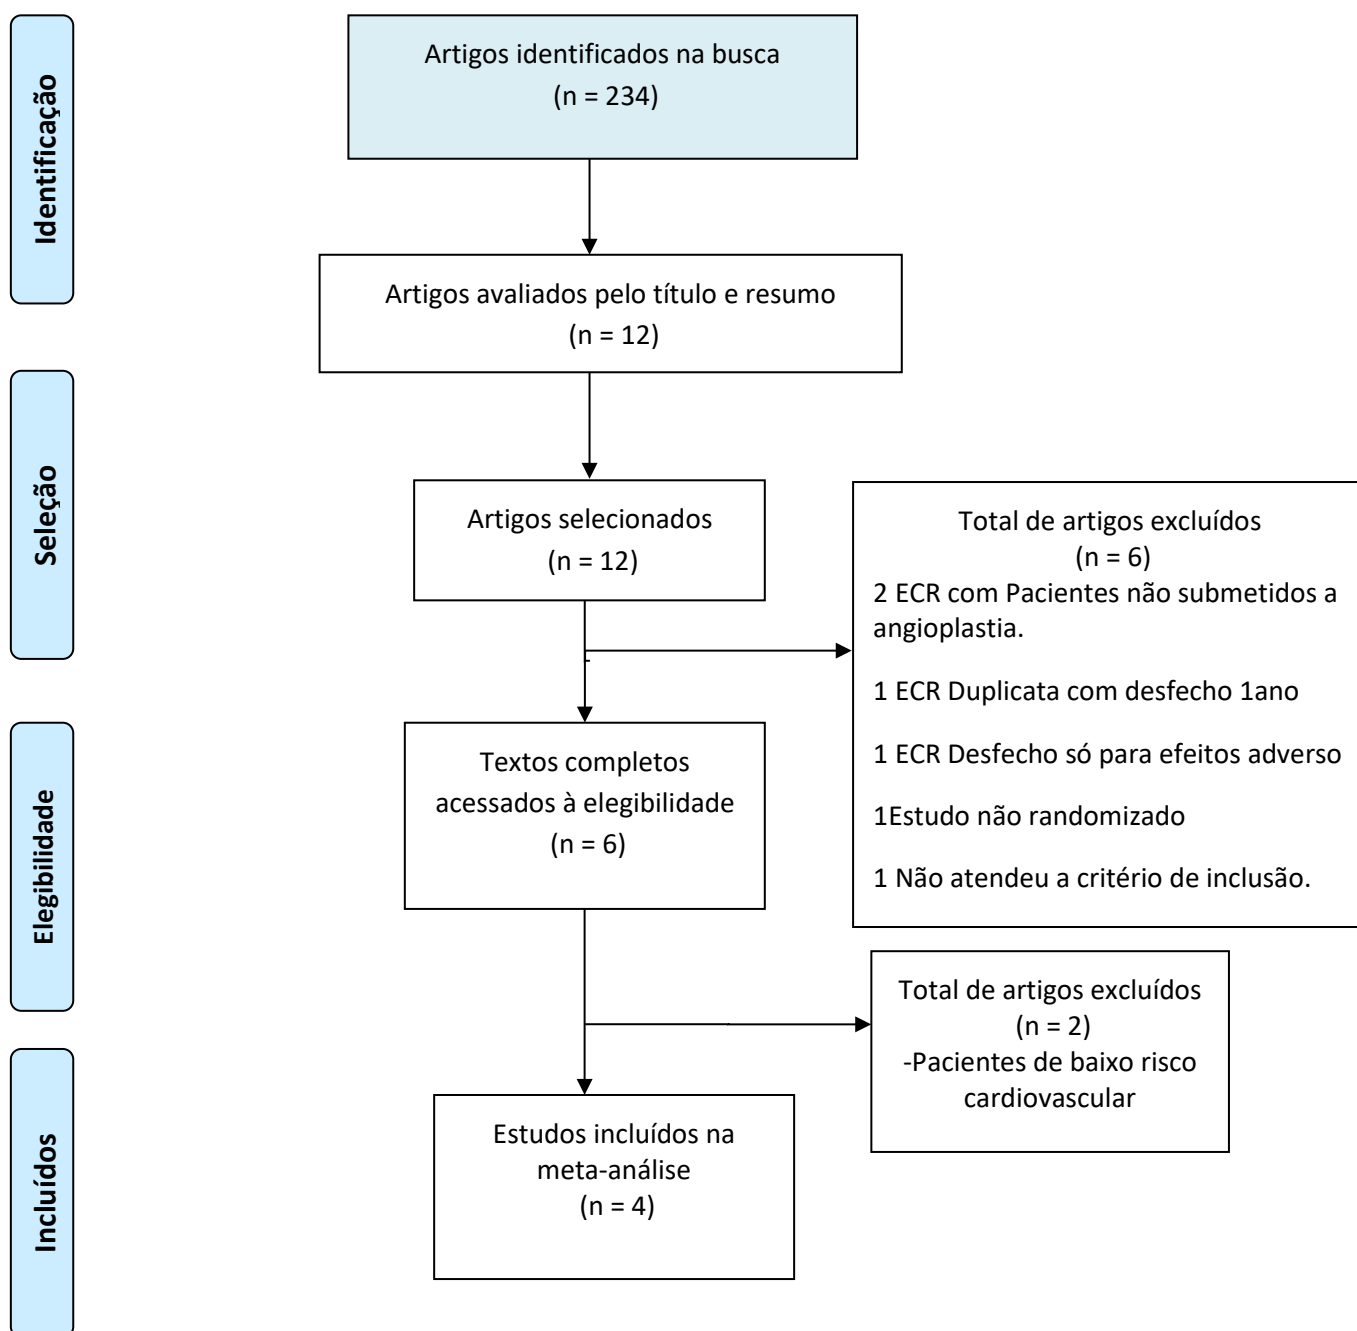 Identificação
Artigos identificados na busca
(n = 234)
Artigos avaliados pelo título e resumo
(n = 12)
Seleção
Artigos selecionados
(n = 12)
Total de artigos excluídos
(n = 6)
2 ECR com Pacientes não submetidos a
angioplastia.
1 ECR Duplicata com desfecho 1ano
1 ECR Desfecho só para efeitos adverso
1Estudo não randomizado
1 Não atendeu a critério de inclusão.
Elegibilidade
Textos completos
acessados à elegibilidade
(n = 6)
Total de artigos excluídos
(n = 2)
-Pacientes de baixo risco
cardiovascular
Incluídos
Estudos incluídos na
meta-análise
(n = 4)